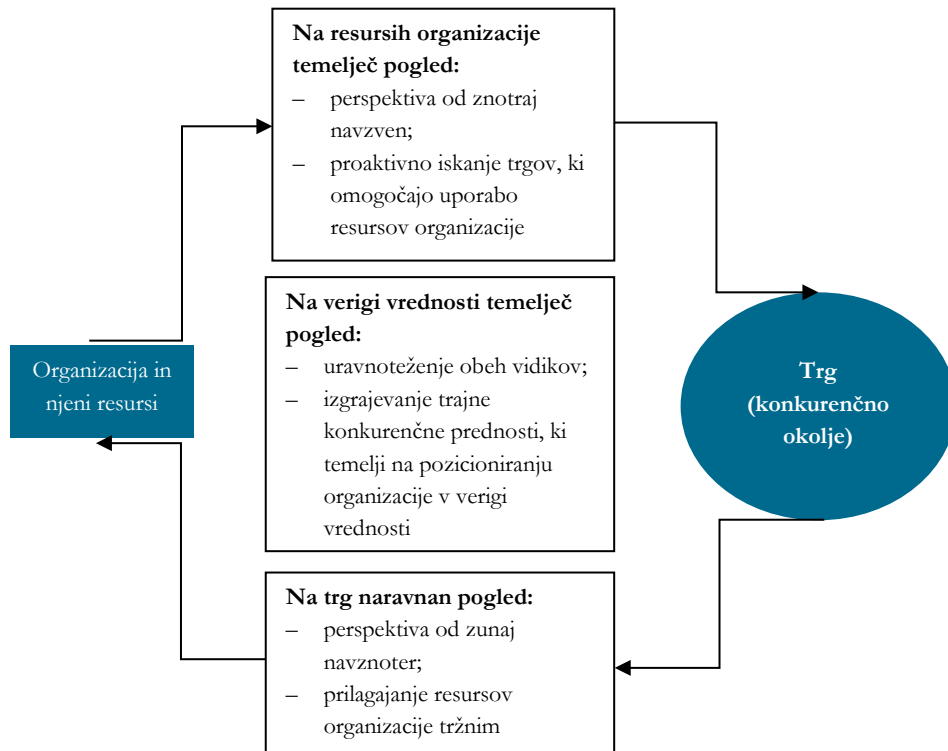 Na resursih organizacije
temelječ pogled:
– perspektiva od znotraj
navzven;
– proaktivno iskanje trgov, ki
omogočajo uporabo
resursov organizacije
Organizacija in
njeni resursi
Na verigi vrednosti temelječ
pogled:
– uravnoteženje obeh vidikov;
– izgrajevanje trajne
konkurenčne prednosti, ki
temelji na pozicioniranju
organizacije v verigi
vrednosti
Trg
(konkurenčno
okolje)
Na trg naravnan pogled:
– perspektiva od zunaj
navznoter;
– prilagajanje resursov
organizacije tržnim